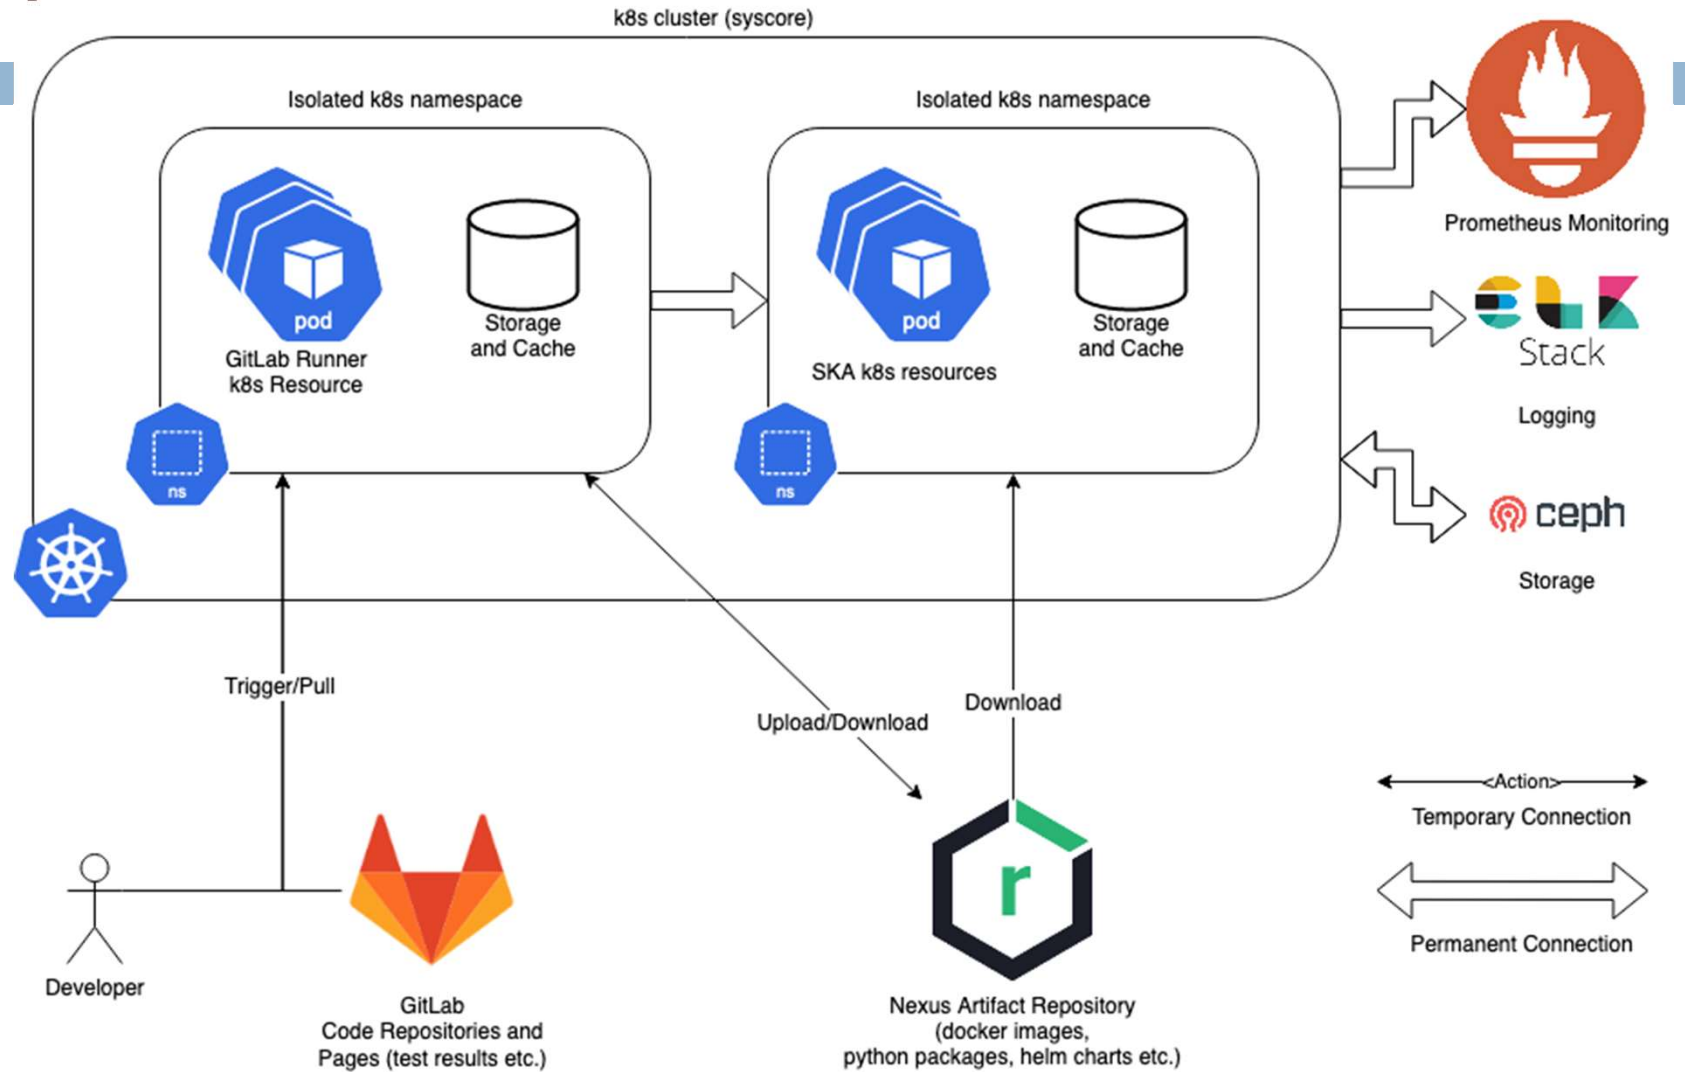 k8s cluster (syscore)
Isolated k8s namespace
Isolated k8s namespace
pod
GitLab Runner
k8s Resource
Storage
and Cache
ns
pod
SKA k8s resources
Storage
and Cache
ns
Prometheus Monitoring
ELK
Stack
Logging
ceph
Storage
Trigger/Pull
Upload/Download
Download
Developer
GitLab
Code Repositories and
Pages (test results etc.)
r
Nexus Artifact Repository
(docker images,
python packages, helm charts etc.)
<Action>
Temporary Connection
Permanent Connection